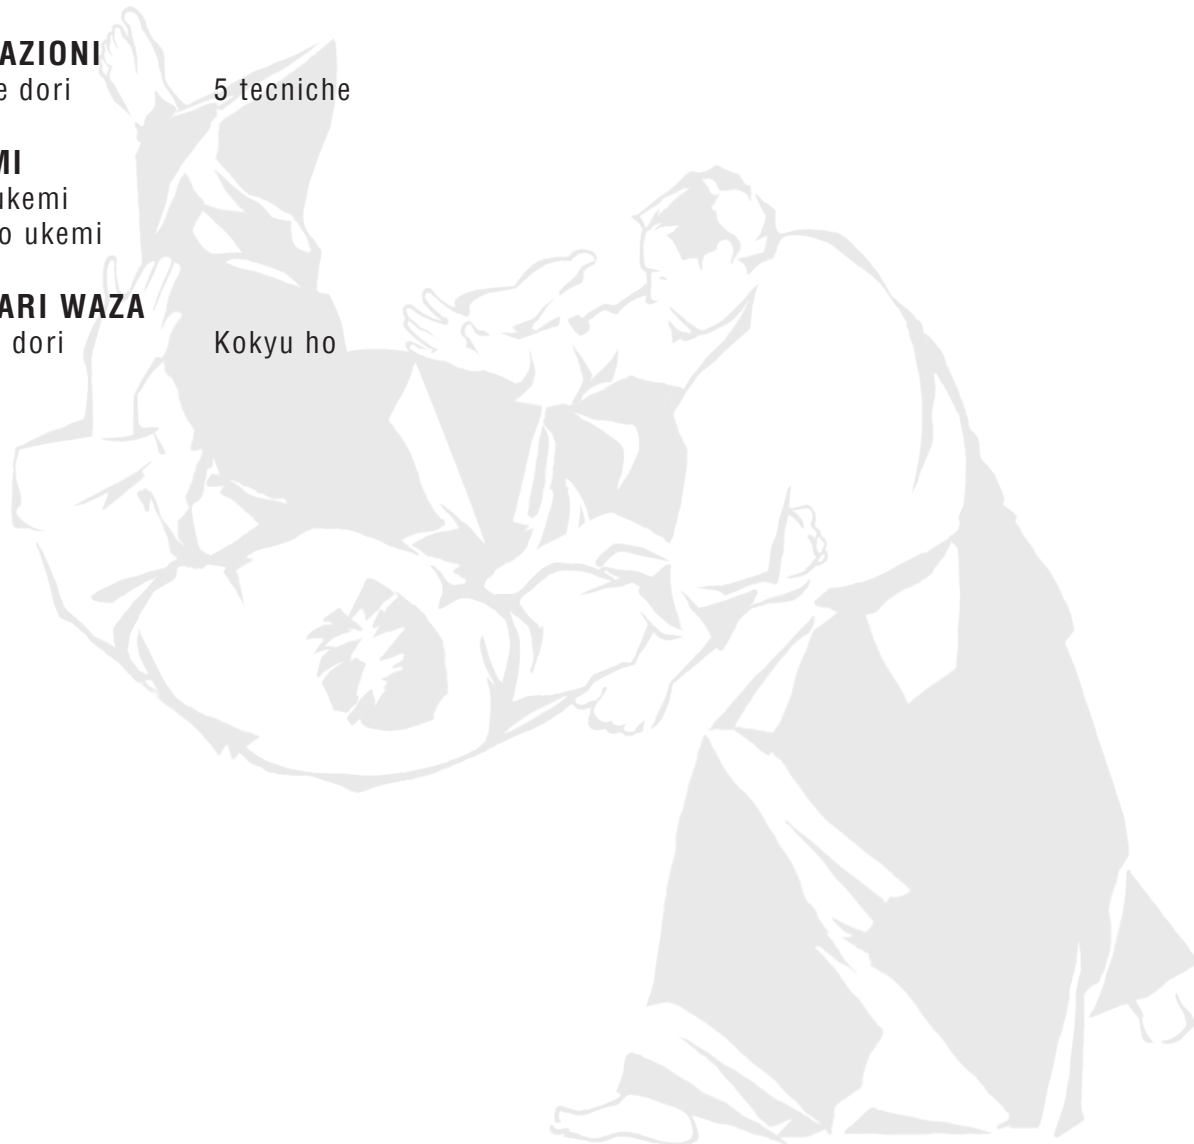 AZIONI
e dori 5 tecniche
MI
ukemi
o ukemi
ARI WAZA
dori Kokyu ho